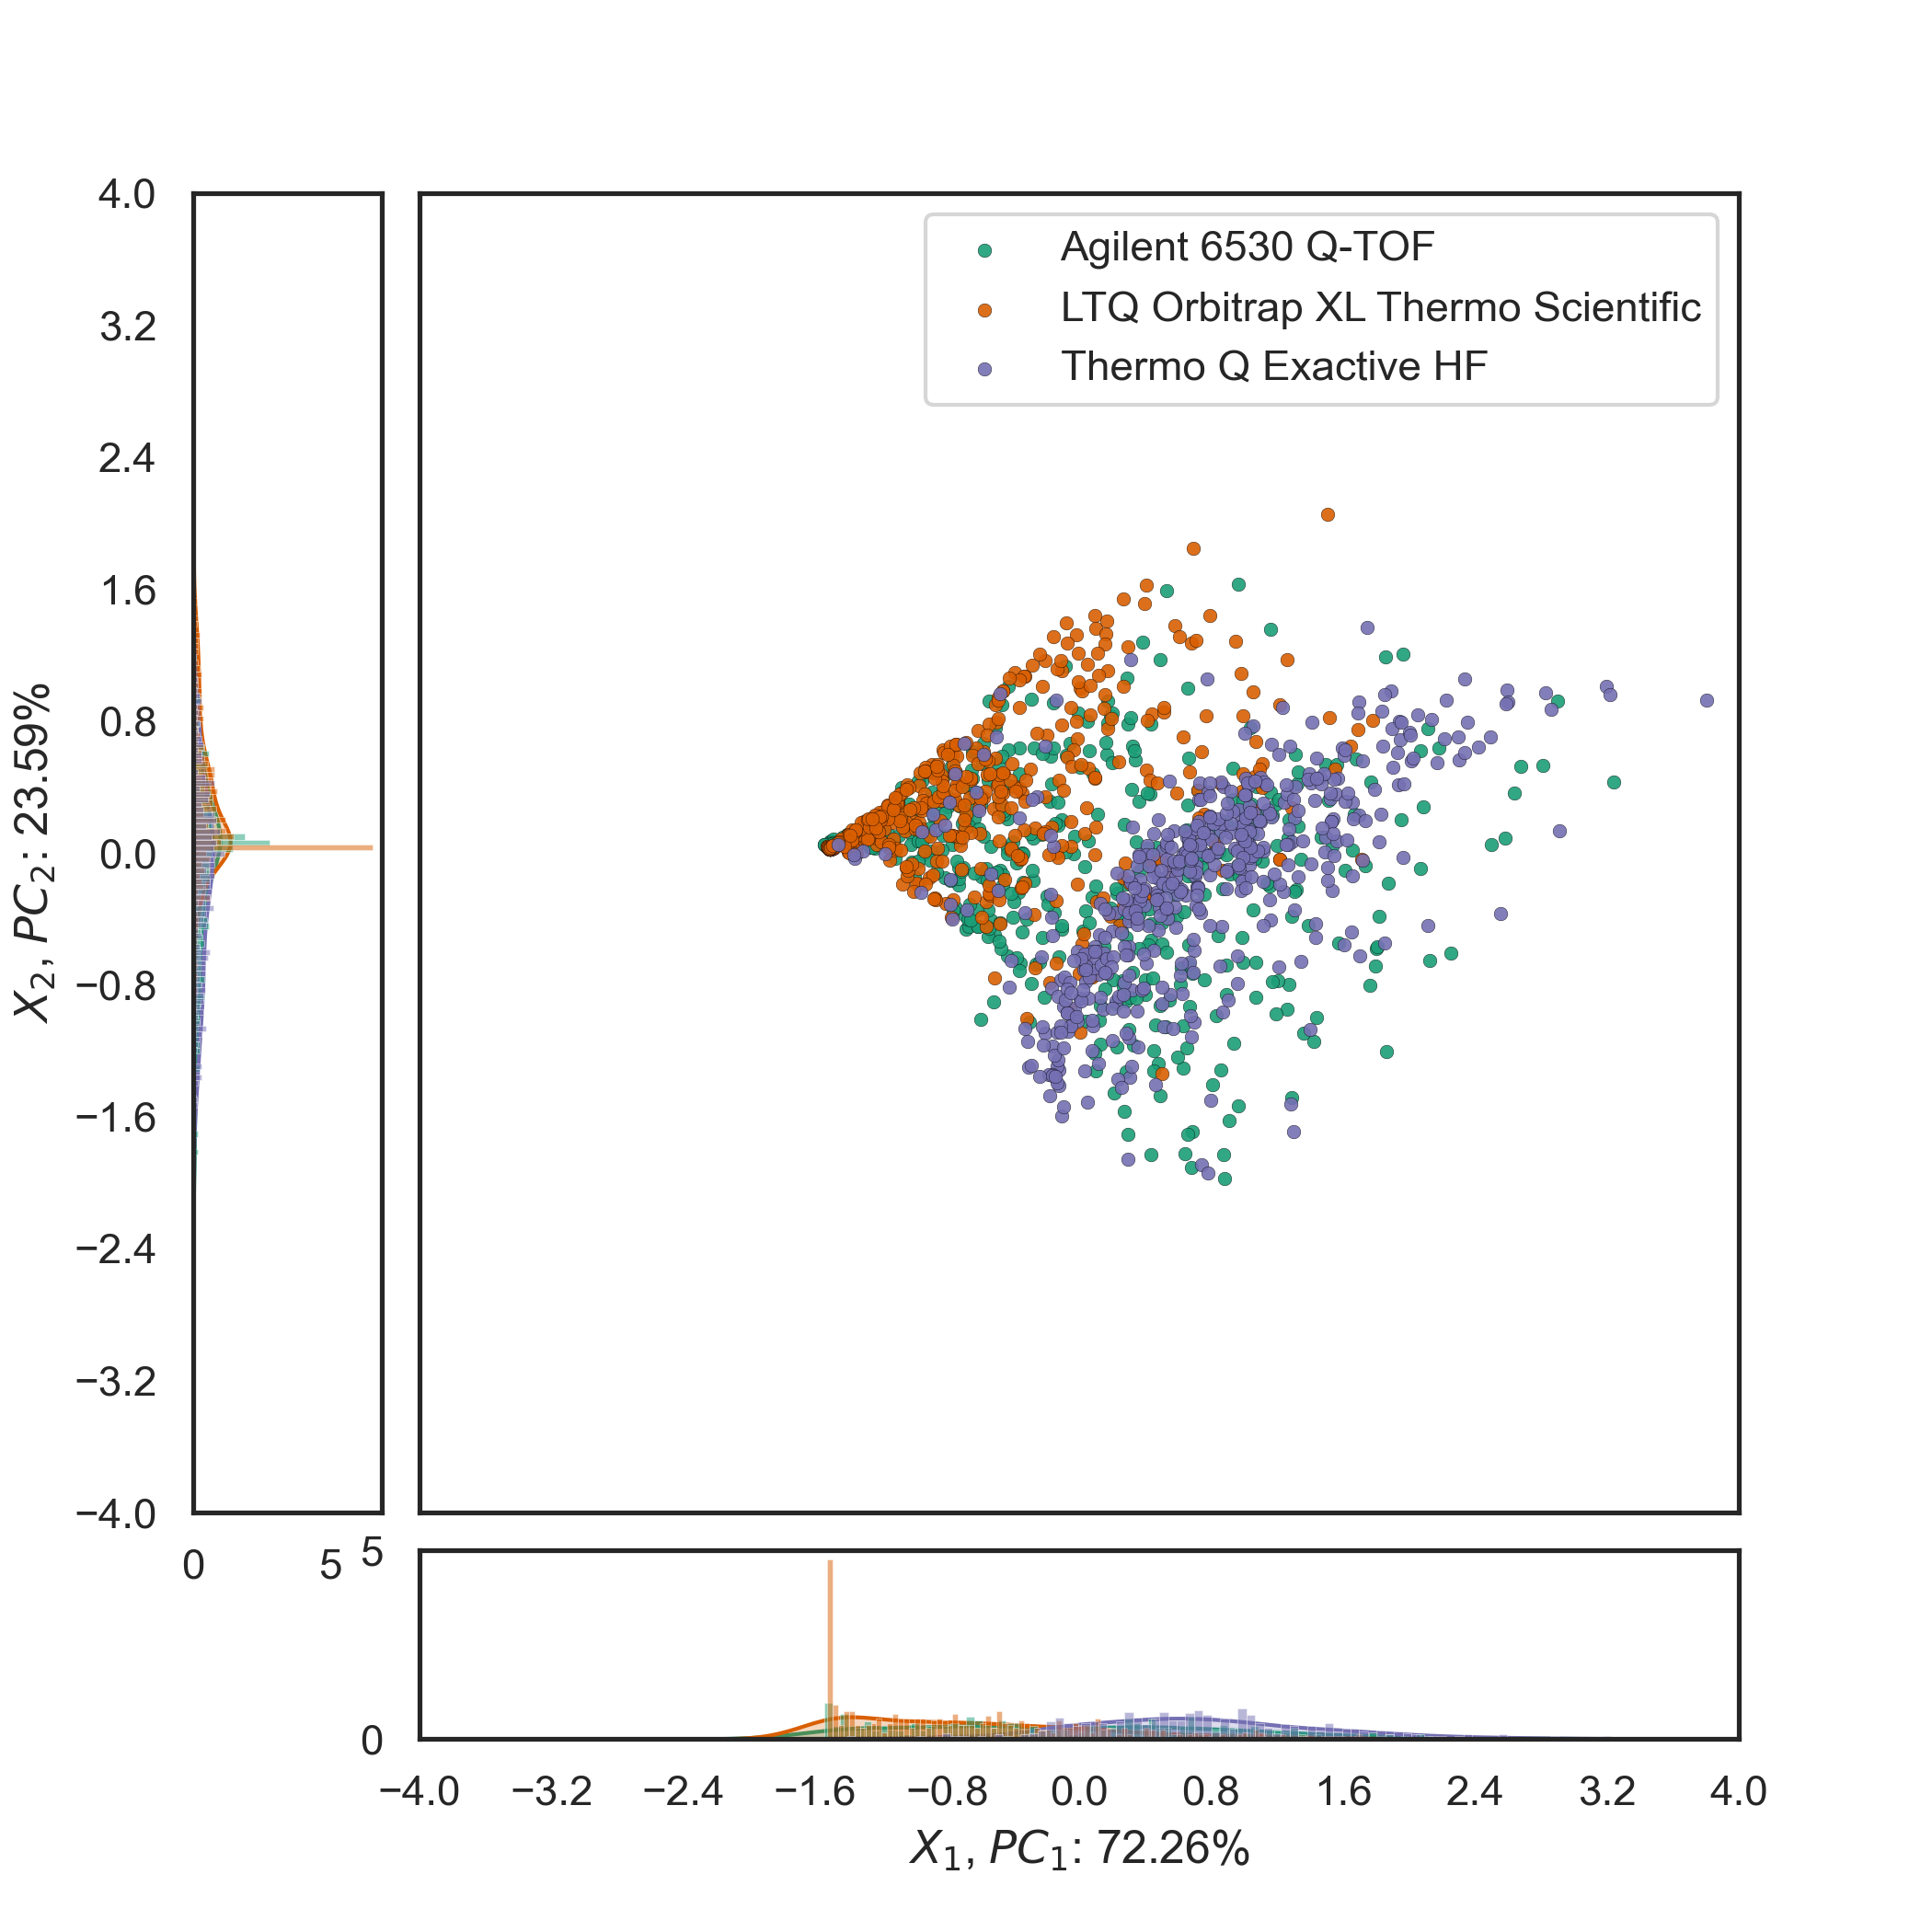 4.0
3.2
2.4
1.6
0.8
0.0
−0.8
−1.6
−2.4
−3.2
−4.0
X2, PC2: 23.59%
0 5
Agilent 6530 Q-TOF
LTQ Orbitrap XL Thermo Scientific
Thermo Q Exactive HF
5
0
−4.0 −3.2 −2.4 −1.6 −0.8 0.0 0.8 1.6 2.4 3.2 4.0
X1, PC1: 72.26%